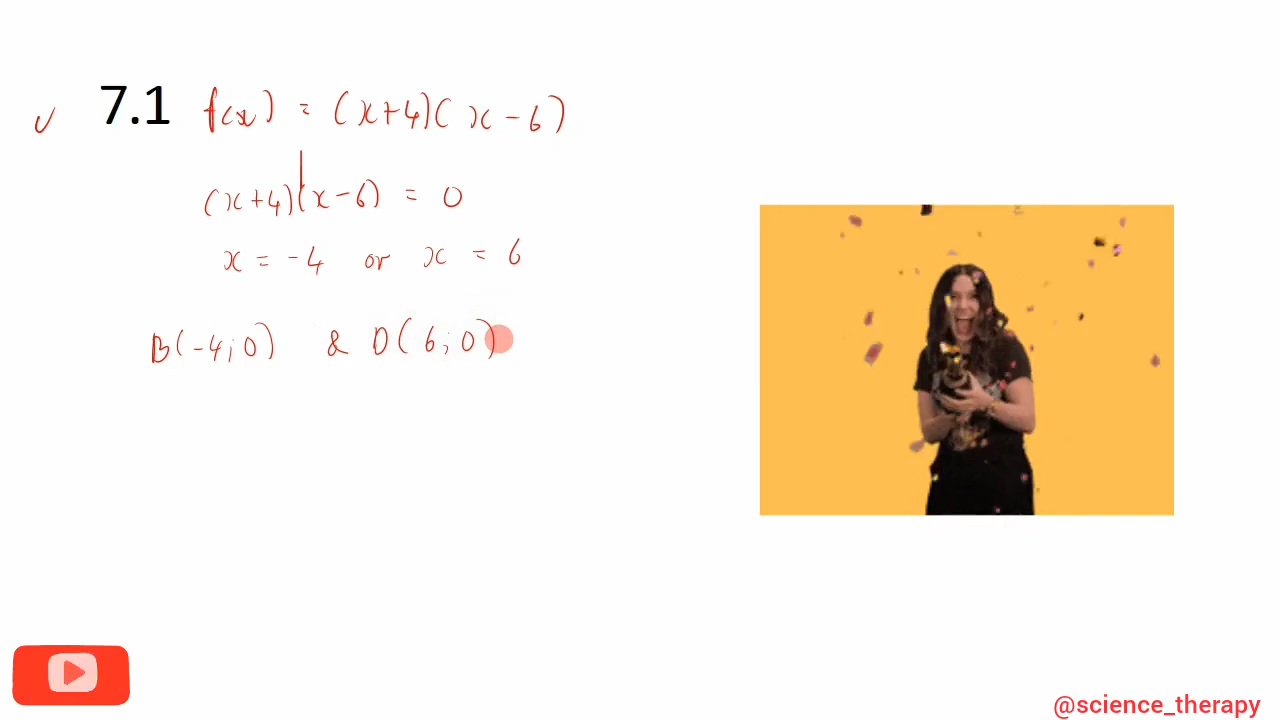 ✓ 7.1 f(x) = (x+4)(x-6)
(x+4)(x-6) = 0
x = -4 or x = 6
B(-4;0) & D(6;0)
@science_therapy